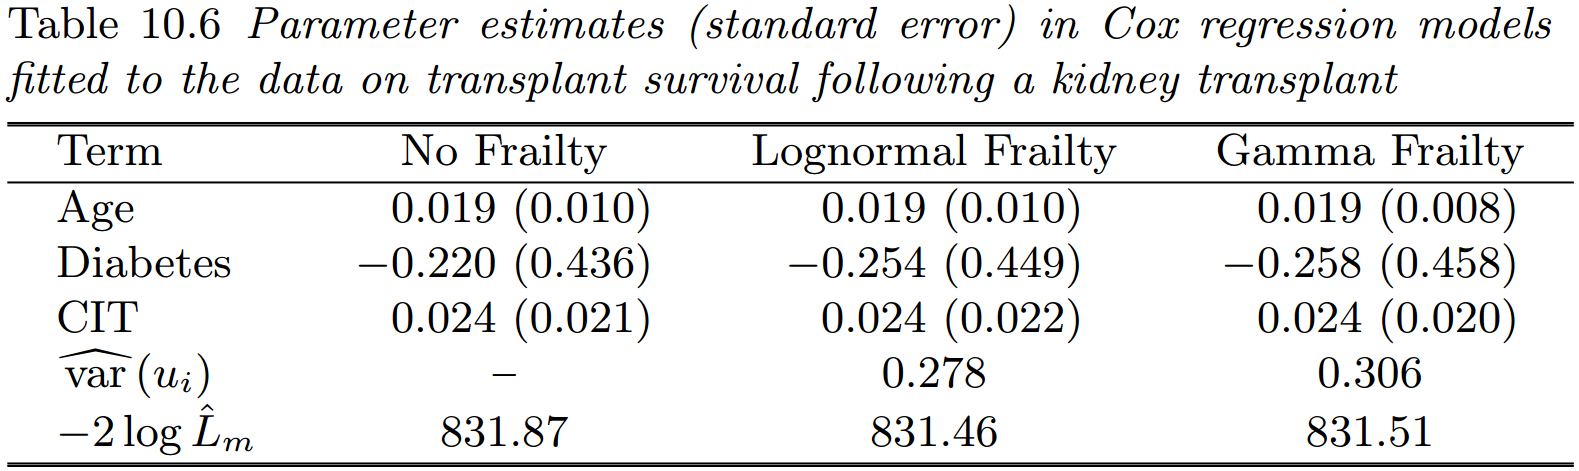 Table 10.6 Parameter estimates (standard error) in Cox regression models
fitted to the data on transplant survival following a kidney transplant
Term No Frailty Lognormal Frailty Gamma Frailty
Age 0.019 (0.010) 0.019 (0.010) 0.019 (0.008)
Diabetes −0.220 (0.436) −0.254 (0.449) −0.258 (0.458)
CIT 0.024 (0.021) 0.024 (0.022) 0.024 (0.020)
$\widehat{\text{var}}(u_i)$ – 0.278 0.306
$-2 \log \hat{L}_m$ 831.87 831.46 831.51